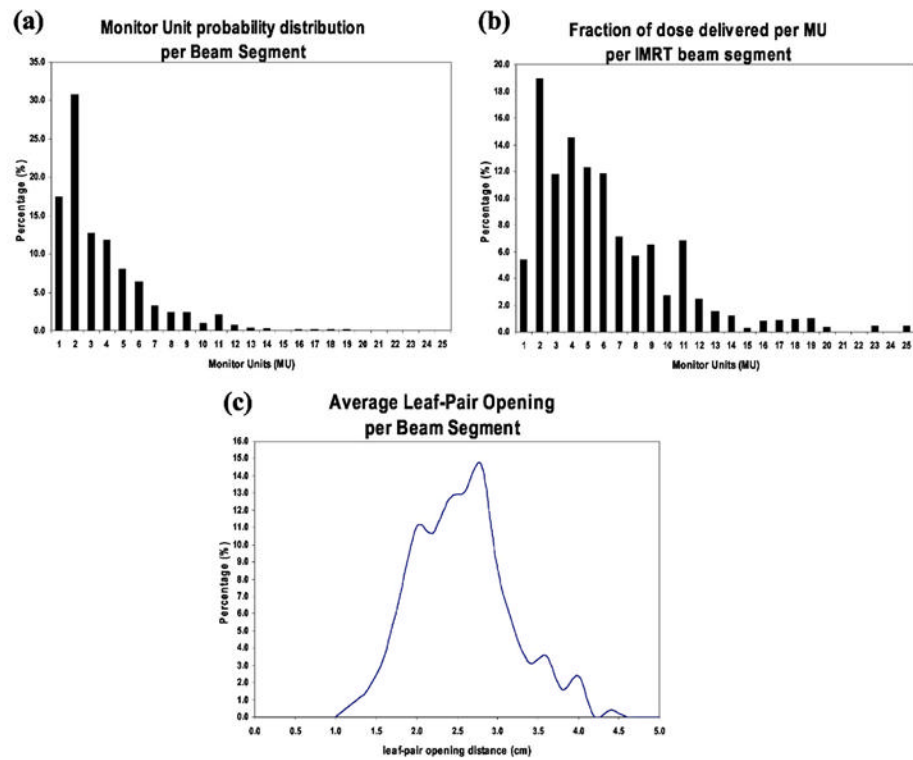 (a)
Monitor Unit probability distribution
per Beam Segment
35.0
30.0
25.0
20.0
15.0
10.0
5.0
0.0
Percentage (%)
1 2 3 4 5 6 7 8 9 10 11 12 13 14 15 16 17 18 19 20 21 22 23 24 25
Monitor Units (MU)
(b)
Fraction of dose delivered per MU
per IMRT beam segment
20.0
18.0
16.0
14.0
12.0
10.0
8.0
6.0
4.0
2.0
0.0
Percentage (%)
1 2 3 4 5 6 7 8 9 10 11 12 13 14 15 16 17 18 19 20 21 22 23 24 25
Monitor Units (MU)
(c)
Average Leaf-Pair Opening
per Beam Segment
16.0
15.0
14.0
13.0
12.0
11.0
10.0
9.0
8.0
7.0
6.0
5.0
4.0
3.0
2.0
1.0
0.0
Percentage (%)
0.0 0.5 1.0 1.5 2.0 2.5 3.0 3.5 4.0 4.5 5.0
leaf-pair opening distance (cm)